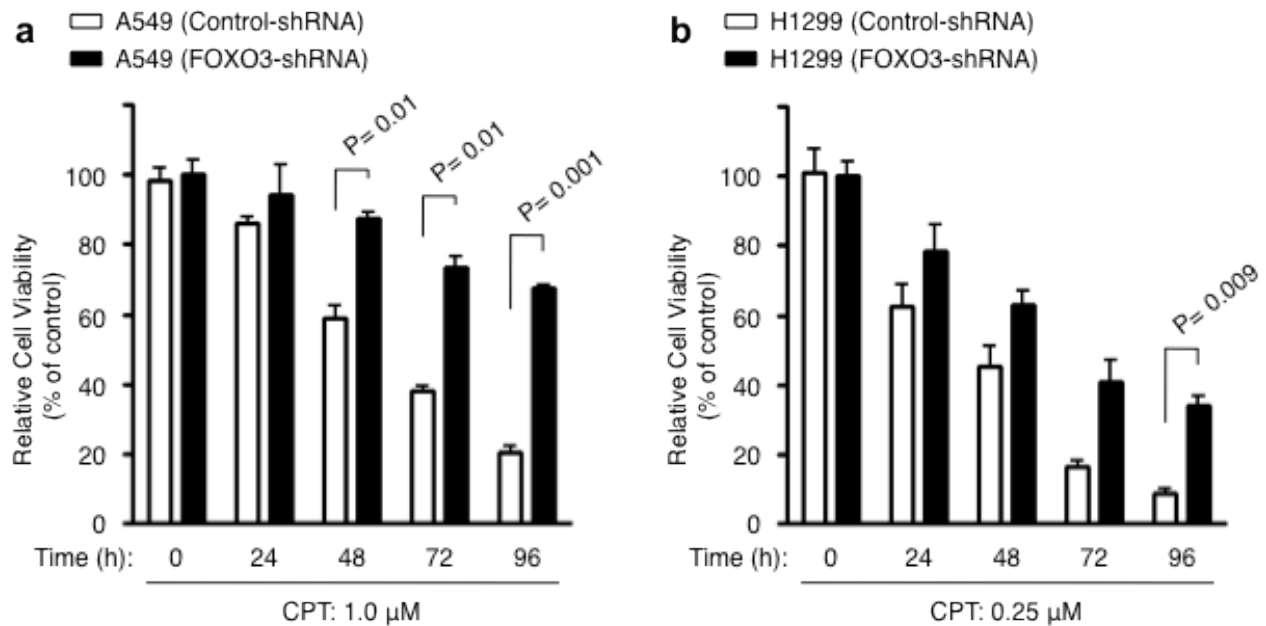 a
A549 (Control-shRNA)
A549 (FOXO3-shRNA)
Relative Cell Viability
(% of control)
100
80
60
40
20
0
P= 0.01
P= 0.01
P= 0.001
Time (h): 0 24 48 72 96
CPT: 1.0 µM
b
H1299 (Control-shRNA)
H1299 (FOXO3-shRNA)
Relative Cell Viability
(% of control)
100
80
60
40
20
0
P= 0.009
Time (h): 0 24 48 72 96
CPT: 0.25 µM